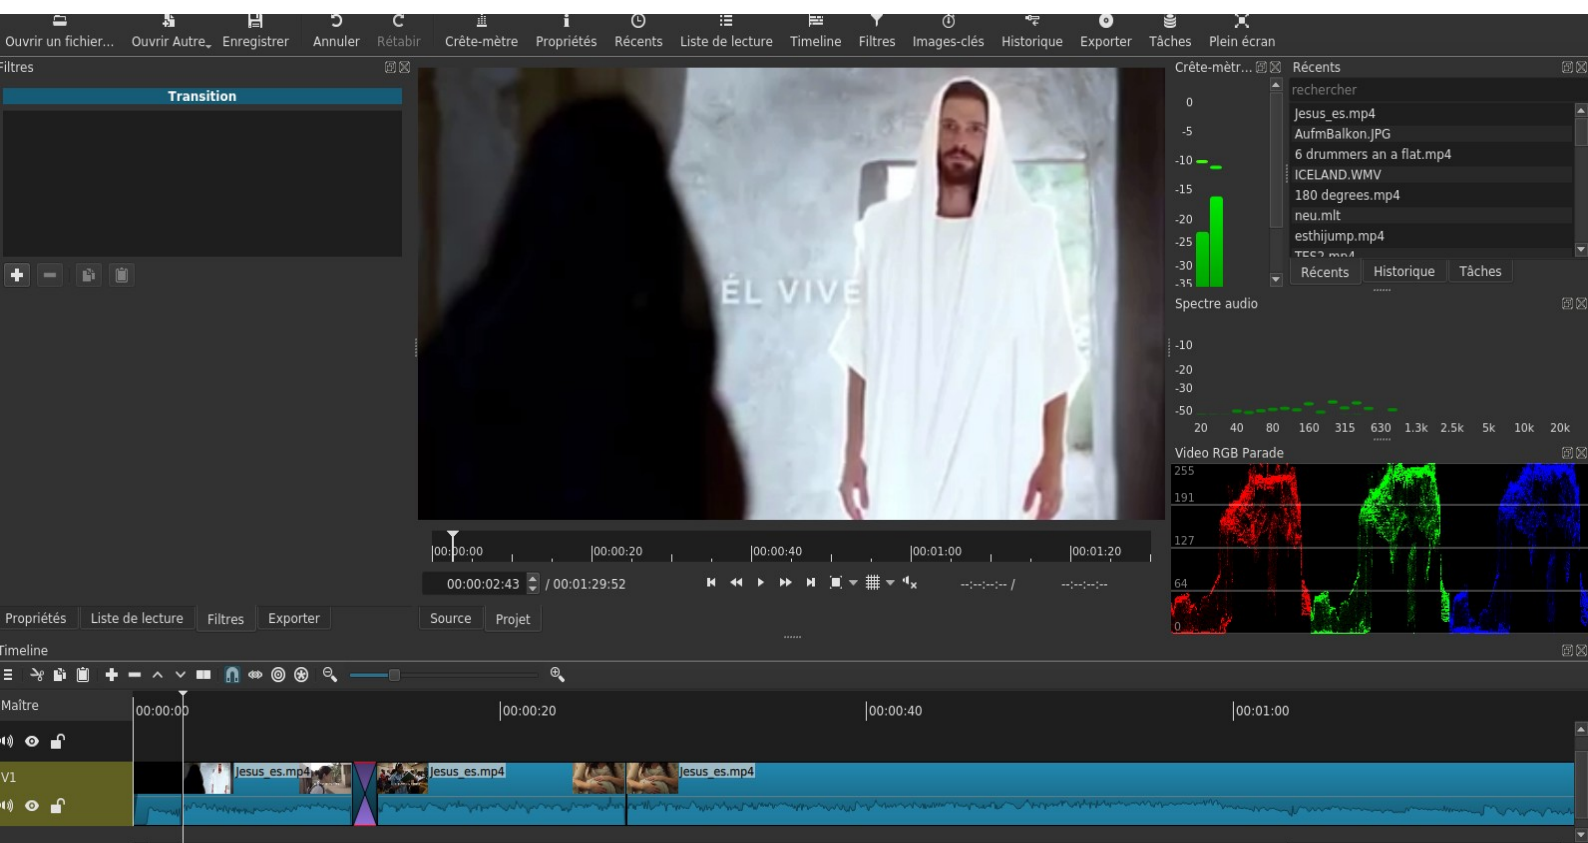 Ouvrir un fichier... Ouvrir Autre Enregistrer Annuler Rétabir Crête-mètre Propriétés Récents Liste de lecture Timeline Filtres Images-clés Historique Exporter Tâches Plein écran
Filtres
Transition
ÉL VIVE
|00:00:00 |00:00:20 |00:00:40 |00:01:00 |00:01:20
00:00:02:43 / 00:01:29:52 --:--:--:-- / --:--:--:--
Propriétés Liste de lecture Filtres Exporter
Source Projet
Crête-mètr...
0
-5
-10
-15
-20
-25
-30
-35
Récents
rechercher
Jesus_es.mp4
AufmBalkon.JPG
6 drummers an a flat.mp4
ICELAND.WMV
180 degrees.mp4
neu.mlt
esthijump.mp4
TES2.mp4
Récents Historique Tâches
Spectre audio
-10
-20
-30
-50
20 40 80 160 315 630 1.3k 2.5k 5k 10k 20k
Video RGB Parade
255
191
127
64
0
Timeline
Maître
00:00:00 |00:00:20 |00:00:40 |00:01:00
V1
Jesus_es.mp4 Jesus_es.mp4 Jesus_es.mp4